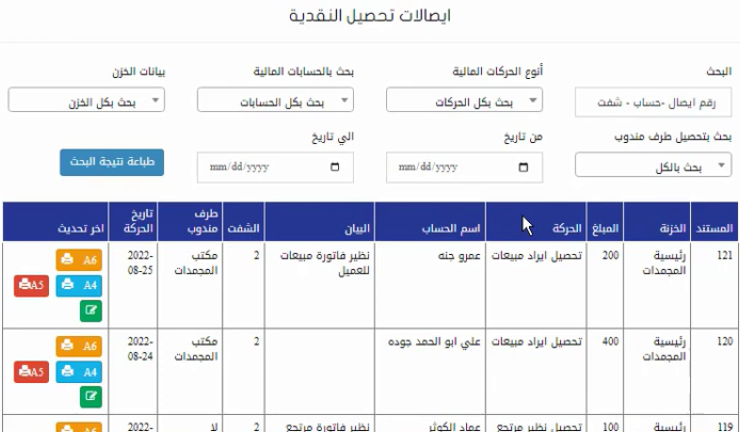 ايصالات تحصيل النقدية
البحث
أنوع الحركات المالية
بحث بالحسابات المالية
بيانات الخزن
رقم ايصال -حساب - شفت
بحث بكل الحركات
بحث بكل الحسابات
بحث بكل الخزن
بحث بتحصيل طرف مندوب
من تاريخ
الي تاريخ
بحث بالكل
mm/dd/yyyy
mm/dd/yyyy
طباعة نتيجة البحث
المستند الخزنة المبلغ الحركة اسم الحساب البيان الشفت طرف مندوب تاريخ الحركة اخر تحديث
121 رئيسية المجمدات 200 تحصيل ايراد مبيعات عمرو جنه نظير فاتورة مبيعات للعميل 2 مكتب المجمدات 2022-08-25
A6
A4
A5
120 رئيسية المجمدات 400 تحصيل ايراد مبيعات علي ابو الحمد جوده 2 مكتب المجمدات 2022-08-24
A6
A4
A5
119 رئيسية 100 تحصيل نظير مرتجع عماد الكوثر نظير فاتورة مرتجع 2 لا 2022-
A6